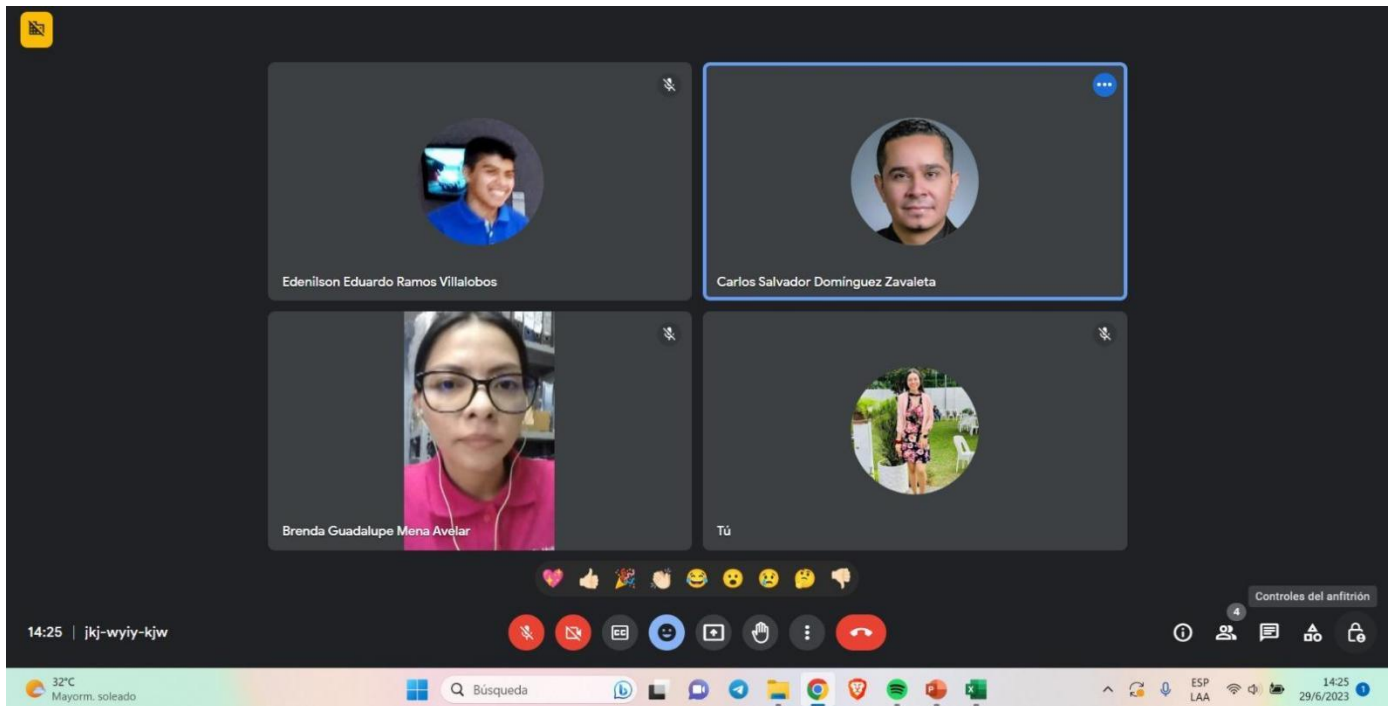 Edenilson Eduardo Ramos Villalobos
Carlos Salvador Domínguez Zavaleta
Brenda Guadalupe Mena Avelar
Tú
Controles del anfitrión
4
14:25 | jkj-wyiy-kjw
CC
32°C
Mayorm. soleado
Búsqueda
ESP
LAA
14:25
29/6/2023
1